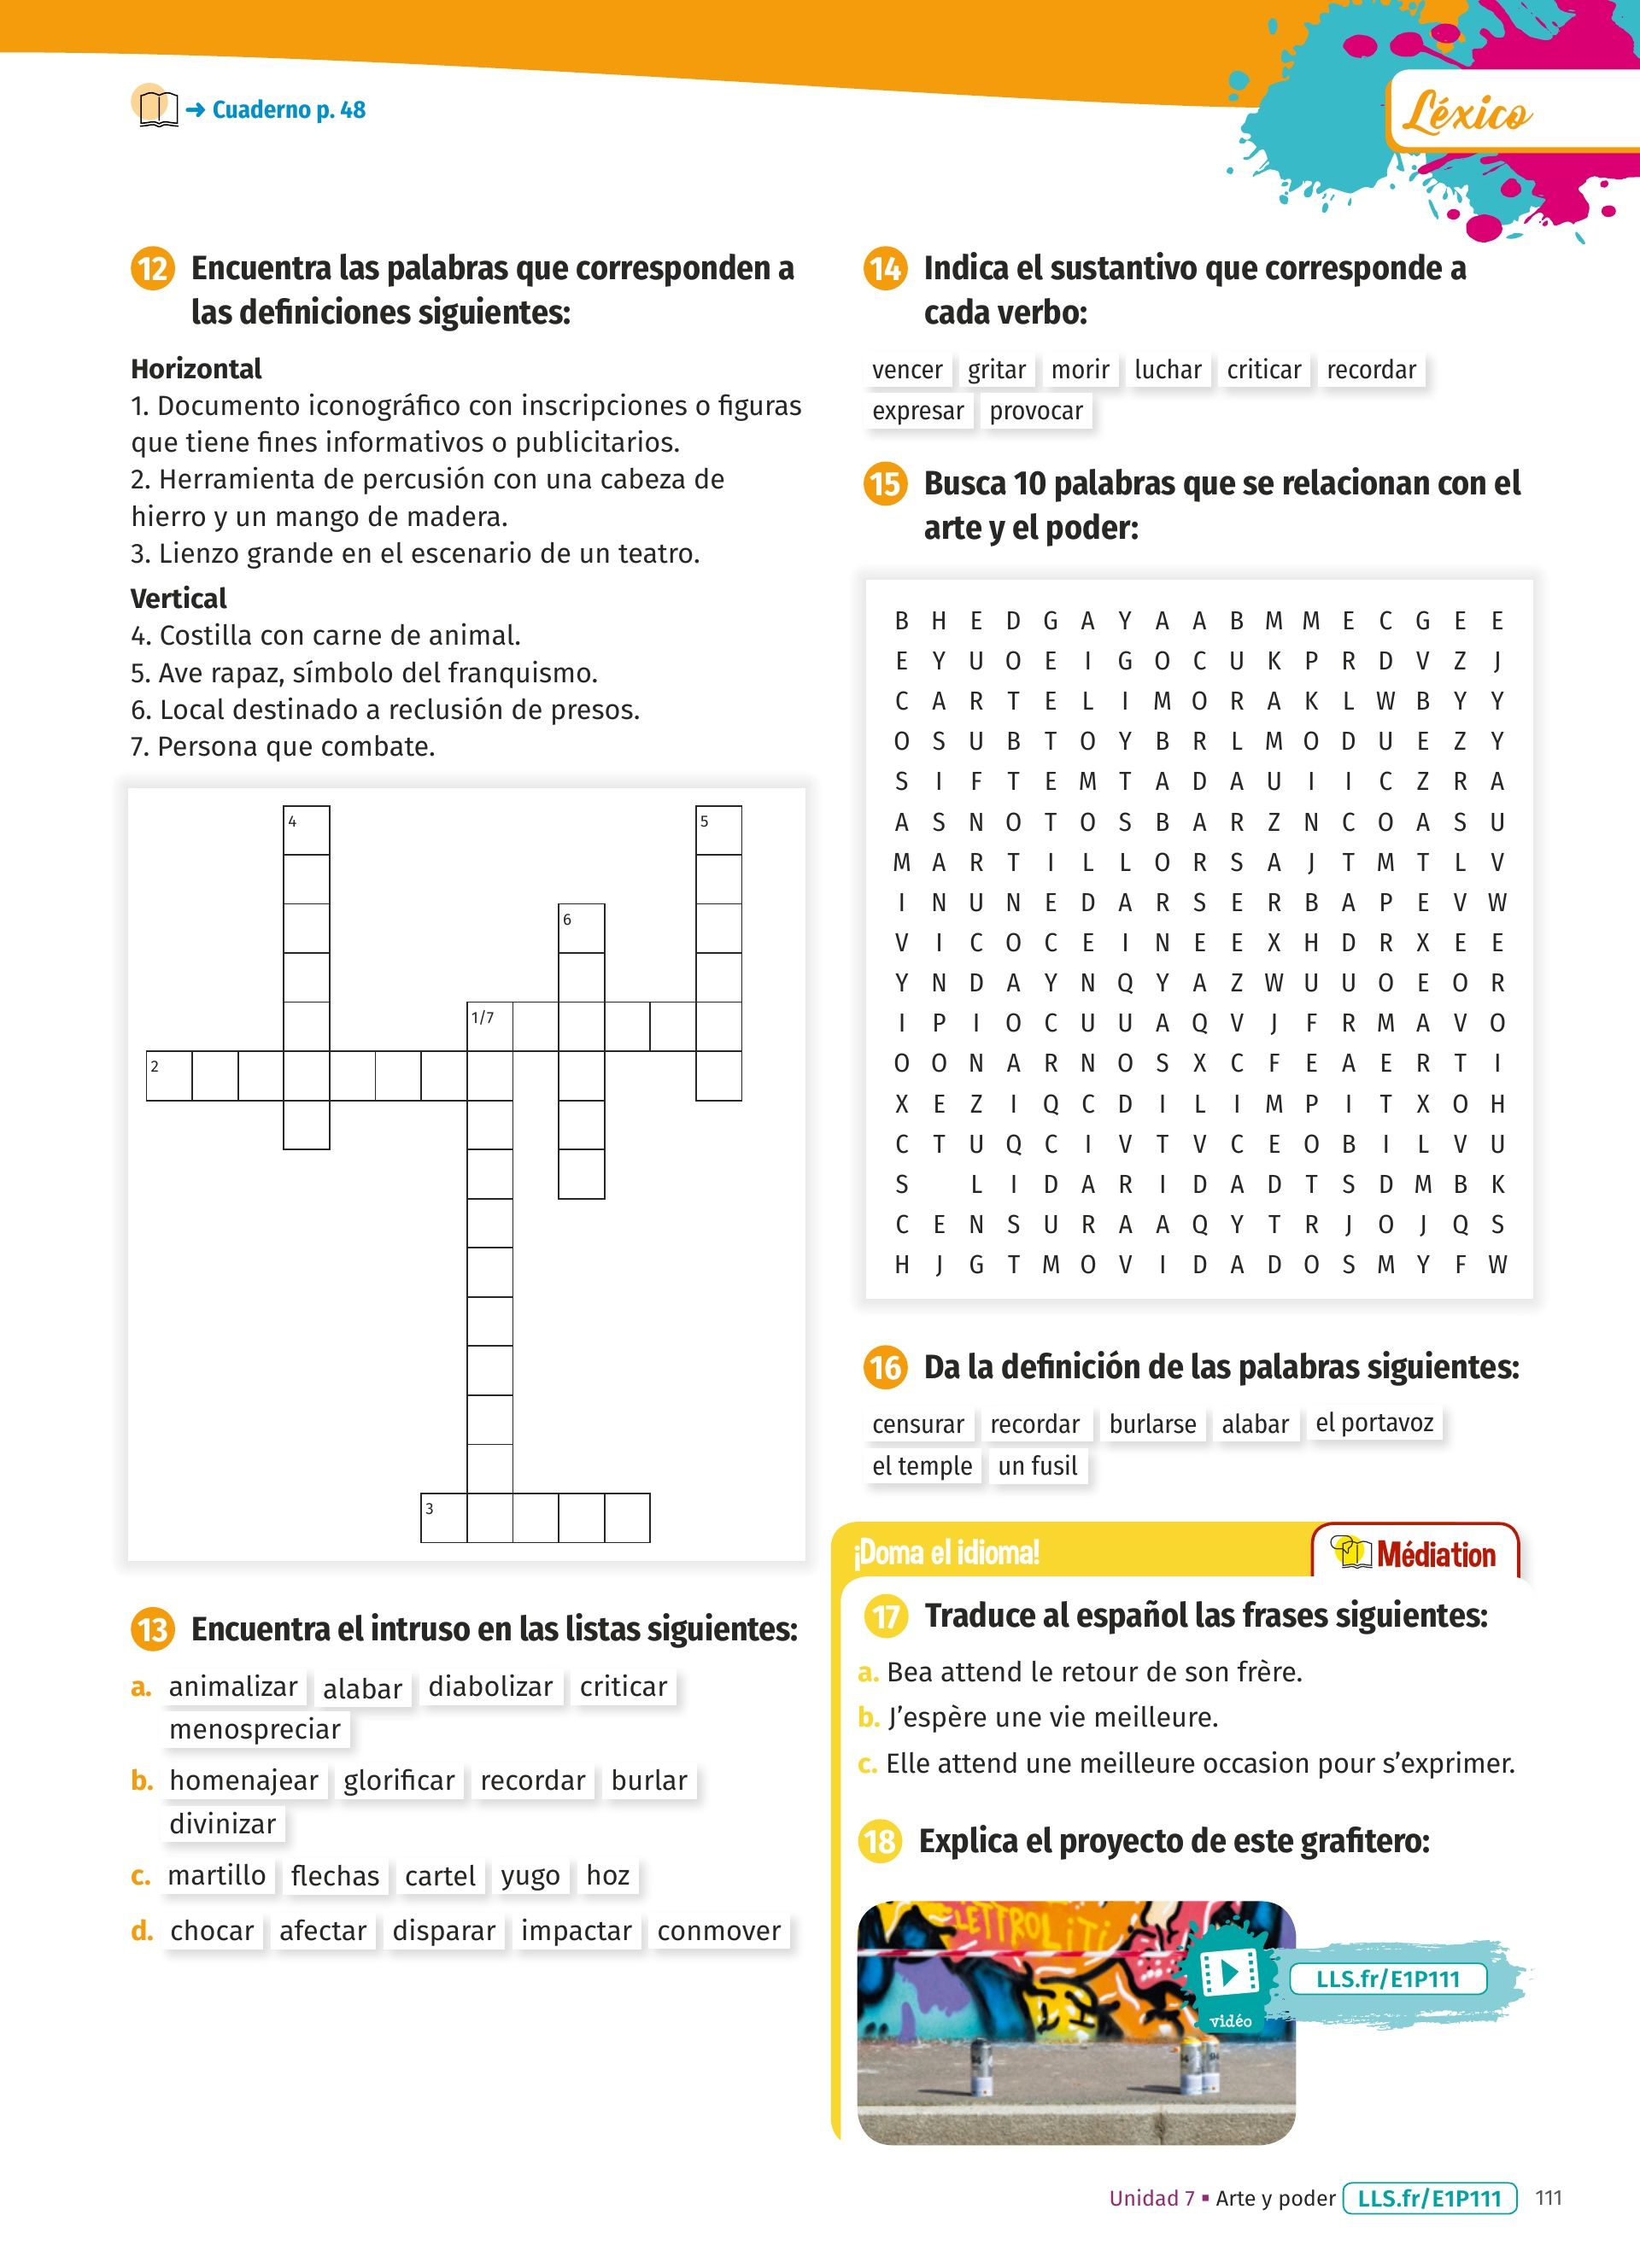 ➜ Cuaderno p. 48
Léxico
12 Encuentra las palabras que corresponden a
las definiciones siguientes:
Horizontal
1. Documento iconográfico con inscripciones o figuras
que tiene fines informativos o publicitarios.
2. Herramienta de percusión con una cabeza de
hierro y un mango de madera.
3. Lienzo grande en el escenario de un teatro.
Vertical
4. Costilla con carne de animal.
5. Ave rapaz, símbolo del franquismo.
6. Local destinado a reclusión de presos.
7. Persona que combate.
4 5
6
1/7
2
3
13 Encuentra el intruso en las listas siguientes:
a. animalizar alabar diabolizar criticar
menospreciar
b. homenajear glorificar recordar burlar
divinizar
c. martillo flechas cartel yugo hoz
d. chocar afectar disparar impactar conmover
14 Indica el sustantivo que corresponde a
cada verbo:
vencer gritar morir luchar criticar recordar
expresar provocar
15 Busca 10 palabras que se relacionan con el
arte y el poder:
B H E D G A Y A A B M M E C G E E
E Y U O E I G O C U K P R D V Z J
C A R T E L I M O R A K L W B Y Y
O S U B T O Y B R L M O D U E Z Y
S I F T E M T A D A U I I C Z R A
A S N O T O S B A R Z N C O A S U
M A R T I L L O R S A J T M T L V
I N U N E D A R S E R B A P E V W
V I C O C E I N E E X H D R X E E
Y N D A Y N Q Y A Z W U U O E O R
I P I O C U U A Q V J F R M A V O
O O N A R N O S X C F E A E R T I
X E Z I Q C D I L I M P I T X O H
C T U Q C I V T V C E O B I L V U
S L I D A R I D A D T S D M B K
C E N S U R A A Q Y T R J O J Q S
H J G T M O V I D A D O S M Y F W
16 Da la definición de las palabras siguientes:
censurar recordar burlarse alabar el portavoz
el temple un fusil
¡Doma el idioma!
Médiation
17 Traduce al español las frases siguientes:
a. Bea attend le retour de son frère.
b. J’espère une vie meilleure.
c. Elle attend une meilleure occasion pour s’exprimer.
18 Explica el proyecto de este grafitero:
LETTROLITI
vidéo
LLS.fr/E1P111
94 94 94
Unidad 7 ▪ Arte y poder LLS.fr/E1P111 111